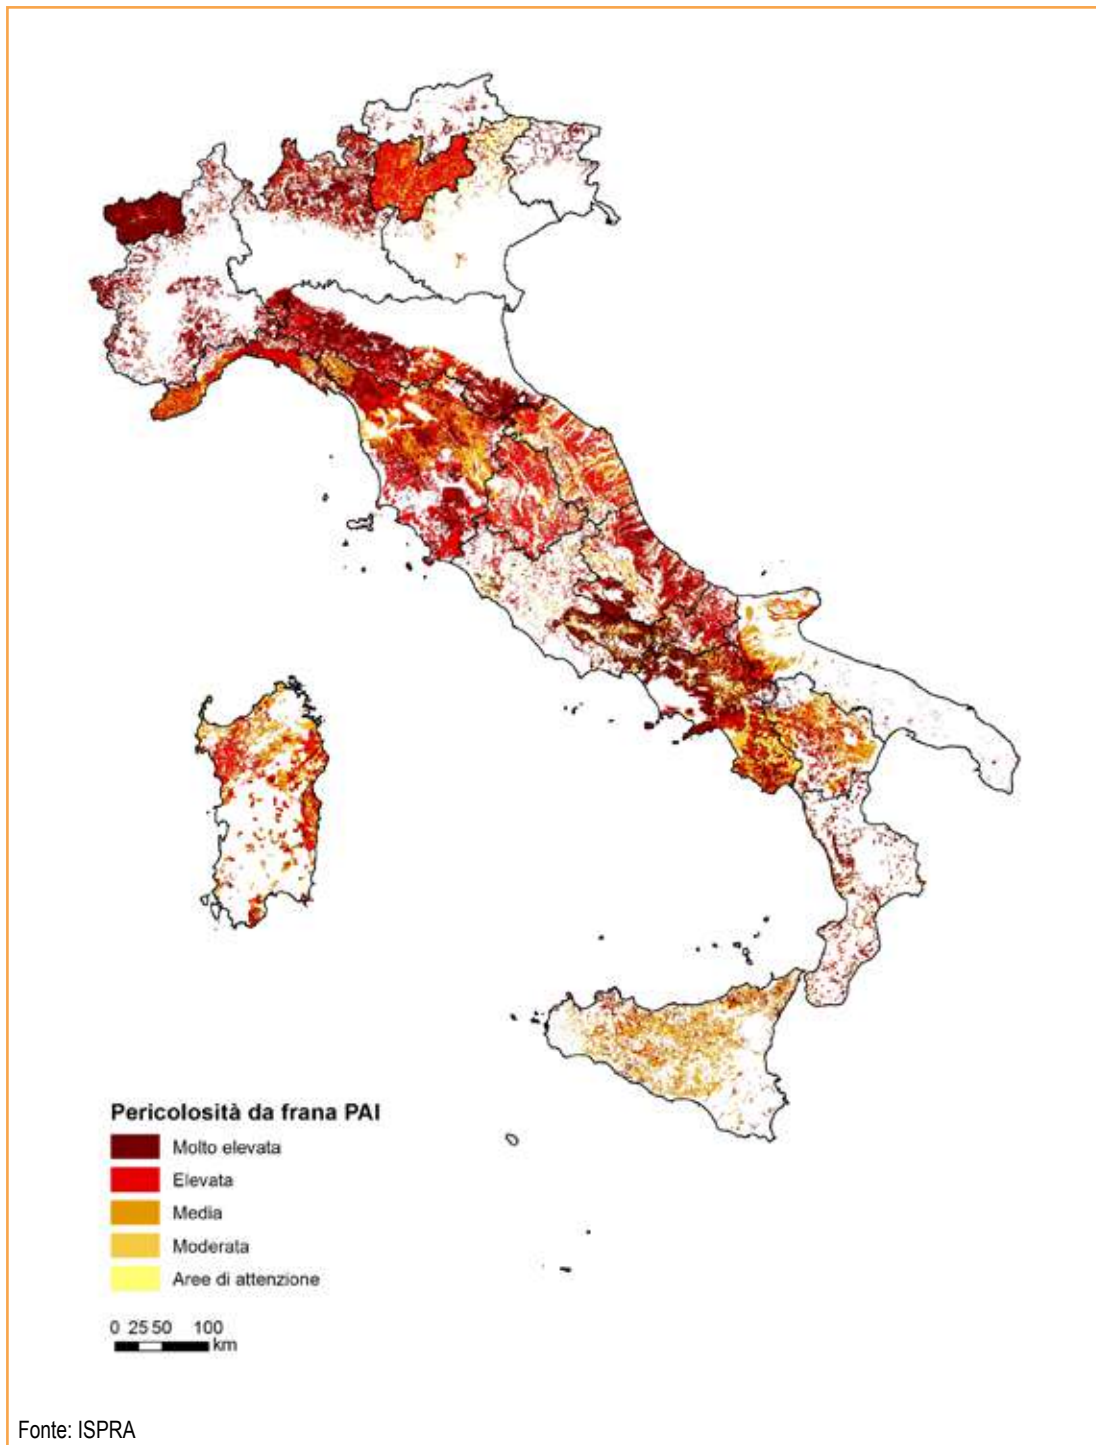 Pericolosità da frana PAI
Molto elevata
Elevata
Media
Moderata
Aree di attenzione
0 25 50 100
km
Fonte: ISPRA